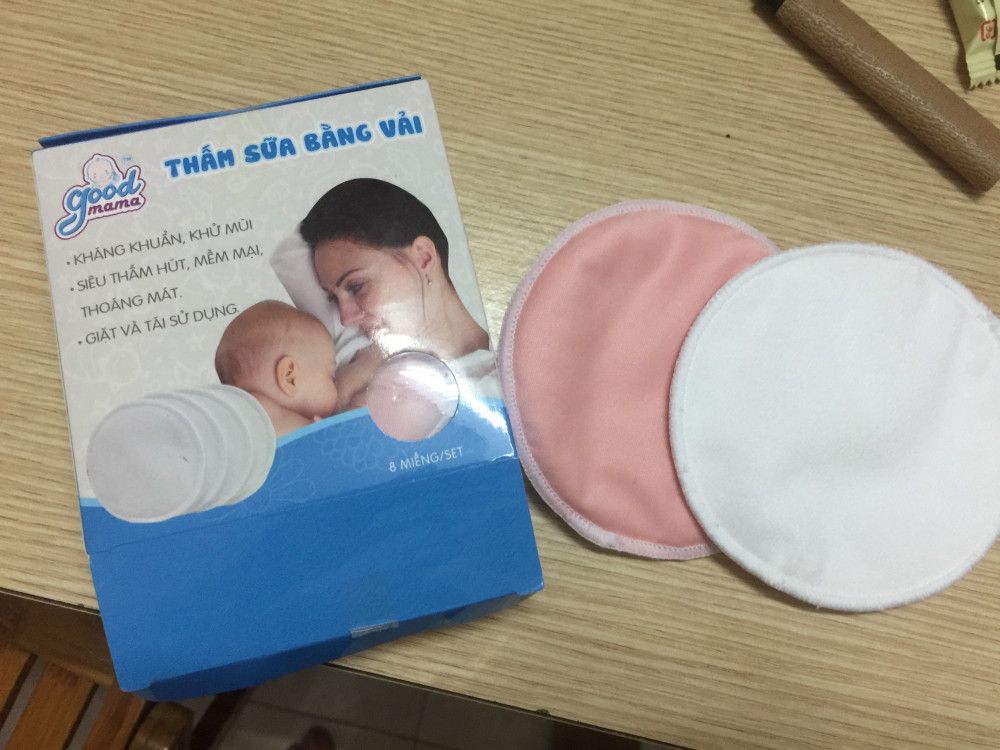 THẤM SỮA BẰNG VẢI
good
mama
TM
• KHÁNG KHUẨN, KHỬ MÙI
• SIÊU THẤM HÚT, MỀM MẠI,
THOÁNG MÁT.
• GIẶT VÀ TÁI SỬ DỤNG.
8 MIẾNG/SET